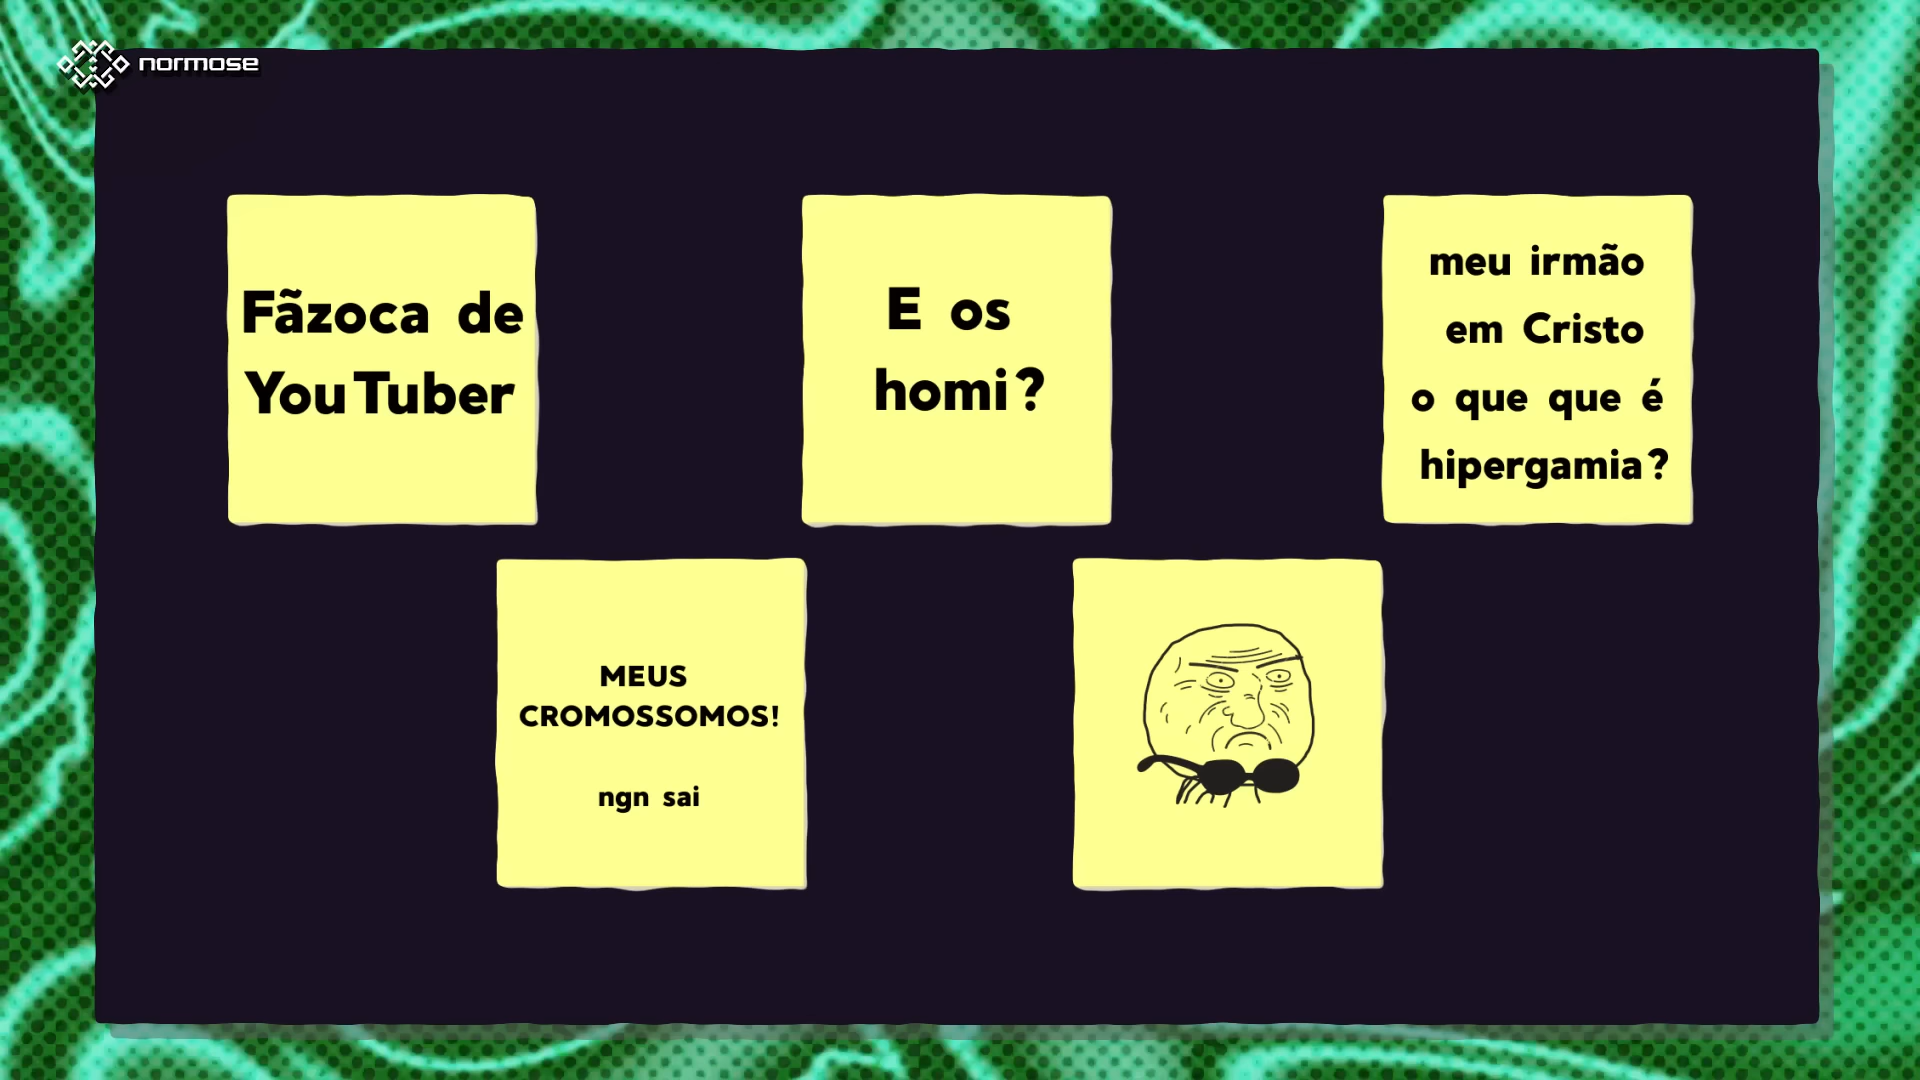 normose
Fãzoca de
YouTuber
E os
homi?
meu irmão
em Cristo
o que que é
hipergamia?
MEUS
CROMOSSOMOS!
ngn sai